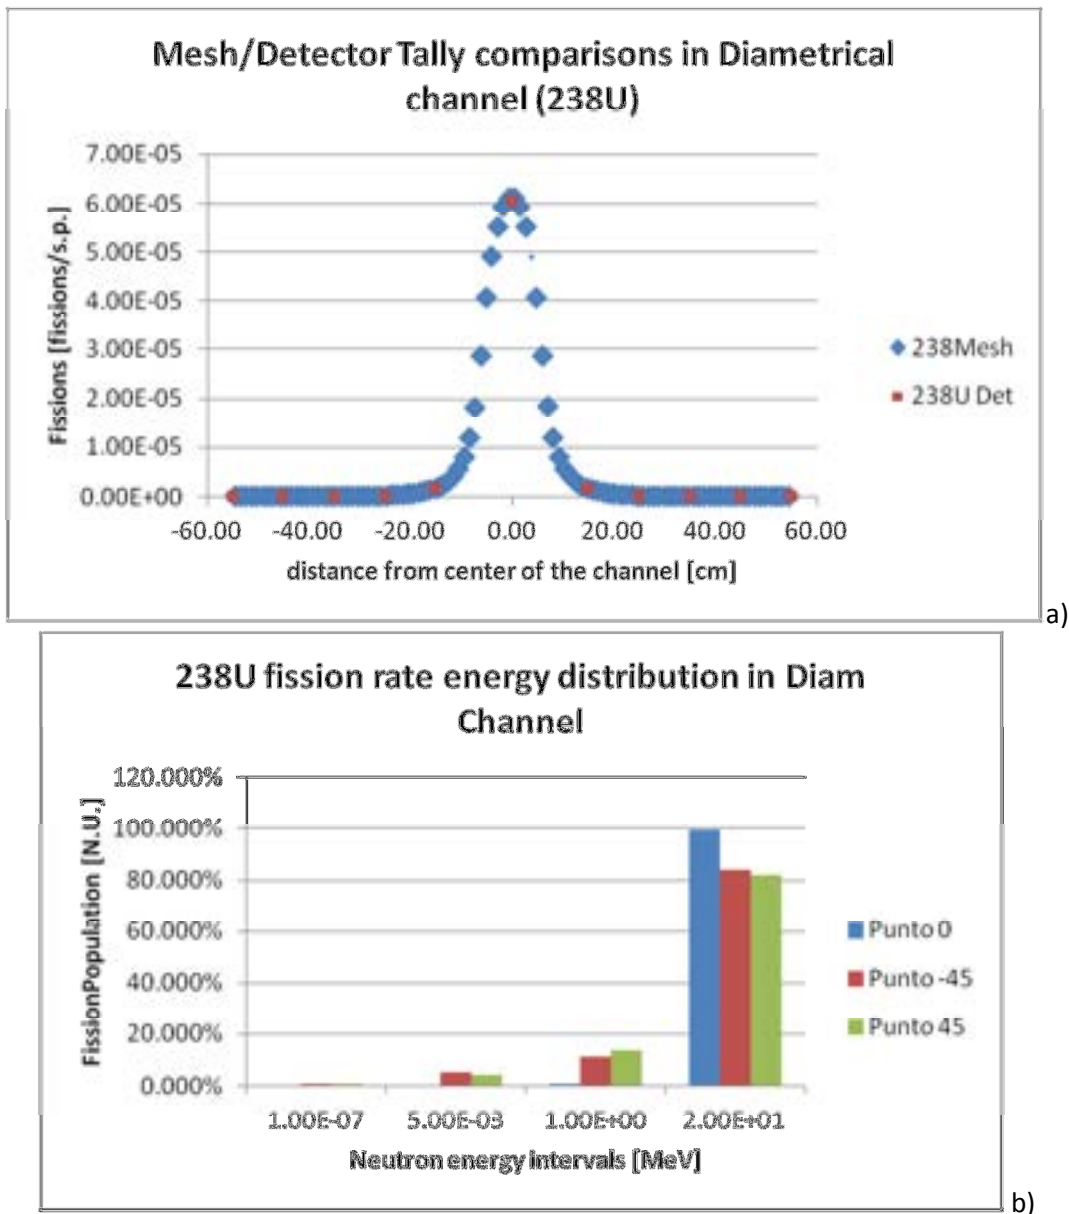 Mesh/Detector Tally comparisons in Diametrical
channel (238U)
Fissions [fissions/s.p.]
7.00E-05
6.00E-05
5.00E-05
4.00E-05
3.00E-05
2.00E-05
1.00E-05
0.00E+00
-60.00 -40.00 -20.00 0.00 20.00 40.00 60.00
distance from center of the channel [cm]
238Mesh
238U Det
a)
238U fission rate energy distribution in Diam
Channel
FissionPopulation [N.U.]
120.000%
100.000%
80.000%
60.000%
40.000%
20.000%
0.000%
1.00E-07 5.00E-03 1.00E+00 2.00E+01
Neutron energy intervals [MeV]
Punto 0
Punto -45
Punto 45
b)